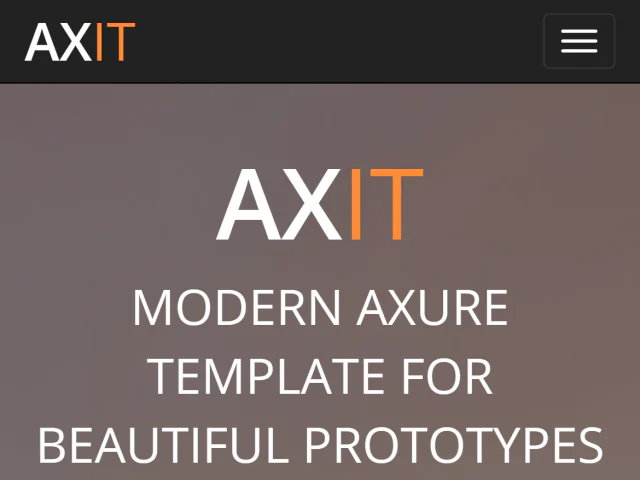 AXIT
AXIT
MODERN AXURE
TEMPLATE FOR
BEAUTIFUL PROTOTYPES